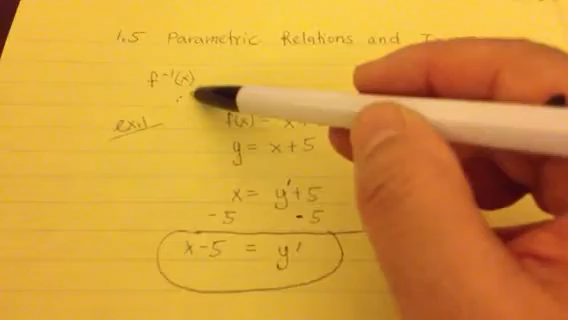 1.5 Parametric Relations and
f⁻¹(x)
ex1/ f(x) = x
y = x + 5
x = y' + 5
-5 -5
x - 5 = y'